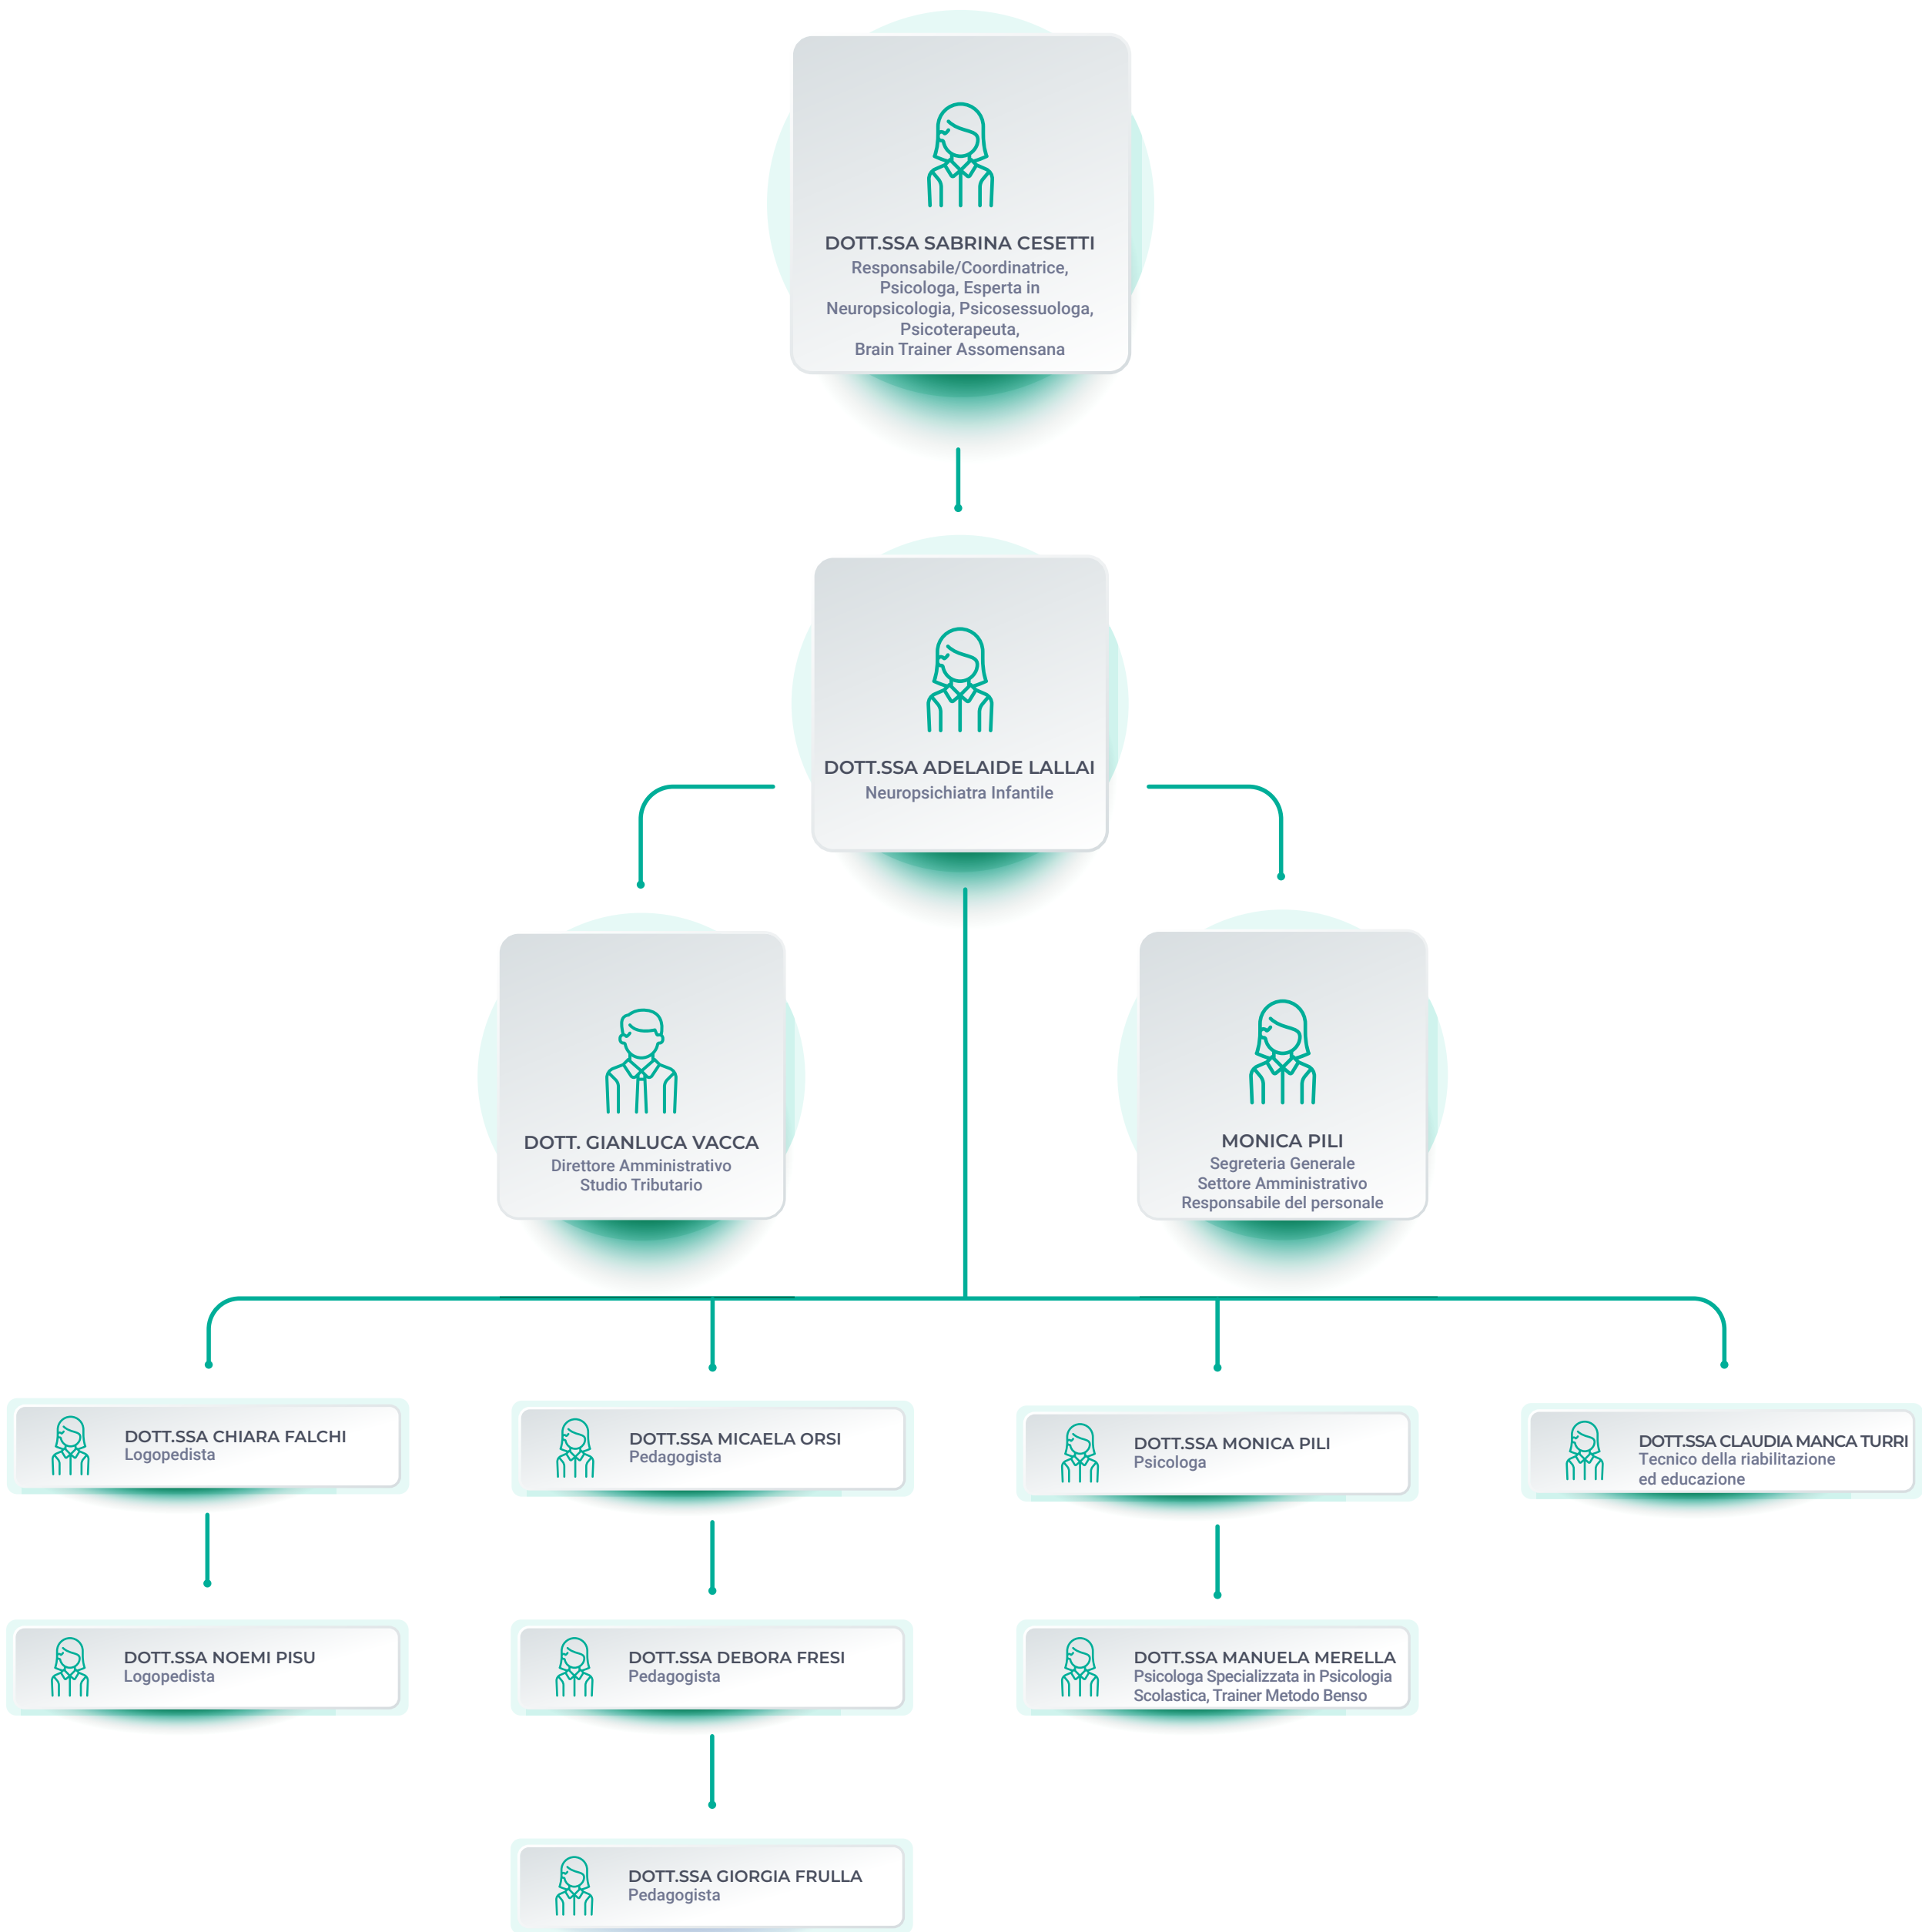 DOTT.SSA SABRINA CESETTI
Responsabile/Coordinatrice,
Psicologa, Esperta in
Neuropsicologia, Psicosessuologa,
Psicoterapeuta,
Brain Trainer Assomensana
DOTT.SSA ADELAIDE LALLAI
Neuropsichiatra Infantile
DOTT. GIANLUCA VACCA
Direttore Amministrativo
Studio Tributario
MONICA PILI
Segreteria Generale
Settore Amministrativo
Responsabile del personale
DOTT.SSA CHIARA FALCHI
Logopedista
DOTT.SSA MICAELA ORSI
Pedagogista
DOTT.SSA MONICA PILI
Psicologa
DOTT.SSA CLAUDIA MANCA TURRI
Tecnico della riabilitazione
ed educazione
DOTT.SSA NOEMI PISU
Logopedista
DOTT.SSA DEBORA FRESI
Pedagogista
DOTT.SSA MANUELA MERELLA
Psicologa Specializzata in Psicologia
Scolastica, Trainer Metodo Benso
DOTT.SSA GIORGIA FRULLA
Pedagogista